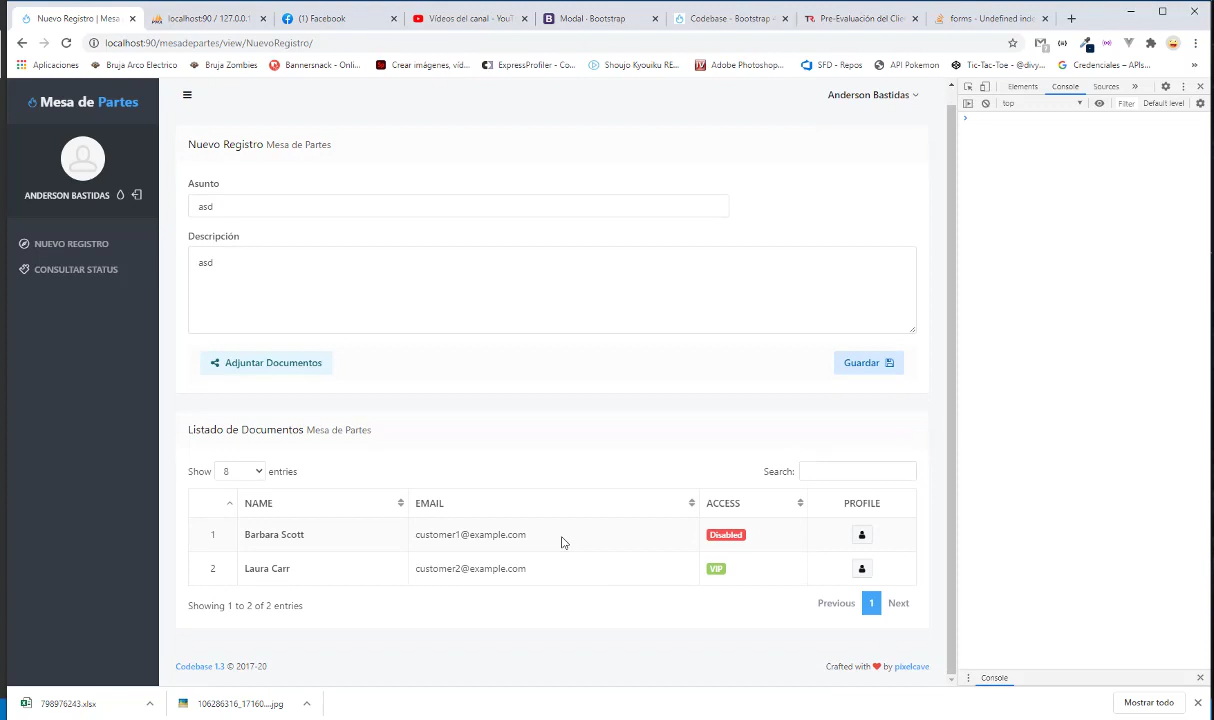 Nuevo Registro | Mesa
localhost:90 / 127.0.0.1
(1) Facebook
Vídeos del canal - YouT
Modal · Bootstrap
Codebase - Bootstrap
Pre-Evaluación del Clie
forms - Undefined ind
localhost:90/mesadepartes/view/NuevoRegistro/
Aplicaciones
Bruja Arco Electrico
Bruja Zombies
Bannersnack - Onli...
Crear imágenes, víd...
ExpressProfiler - Co...
Shoujo Kyouiku RE...
Adobe Photoshop...
SFD - Repos
API Pokemon
Tic-Tac-Toe - @divy...
Credenciales – APIs...
Mesa de Partes
ANDERSON BASTIDAS
NUEVO REGISTRO
CONSULTAR STATUS
Anderson Bastidas
Nuevo Registro Mesa de Partes
Asunto
asd
Descripción
asd
Adjuntar Documentos
Guardar
Listado de Documentos Mesa de Partes
Show 8 entries
Search:
NAME EMAIL ACCESS PROFILE
1 Barbara Scott customer1@example.com Disabled
2 Laura Carr customer2@example.com VIP
Showing 1 to 2 of 2 entries
Previous 1 Next
Codebase 1.3 © 2017-20
Crafted with ❤ by pixelcave
Elements Console Sources »
top Filter Default level
Console
798976243.xlsx
106286316_17160....jpg
Mostrar todo